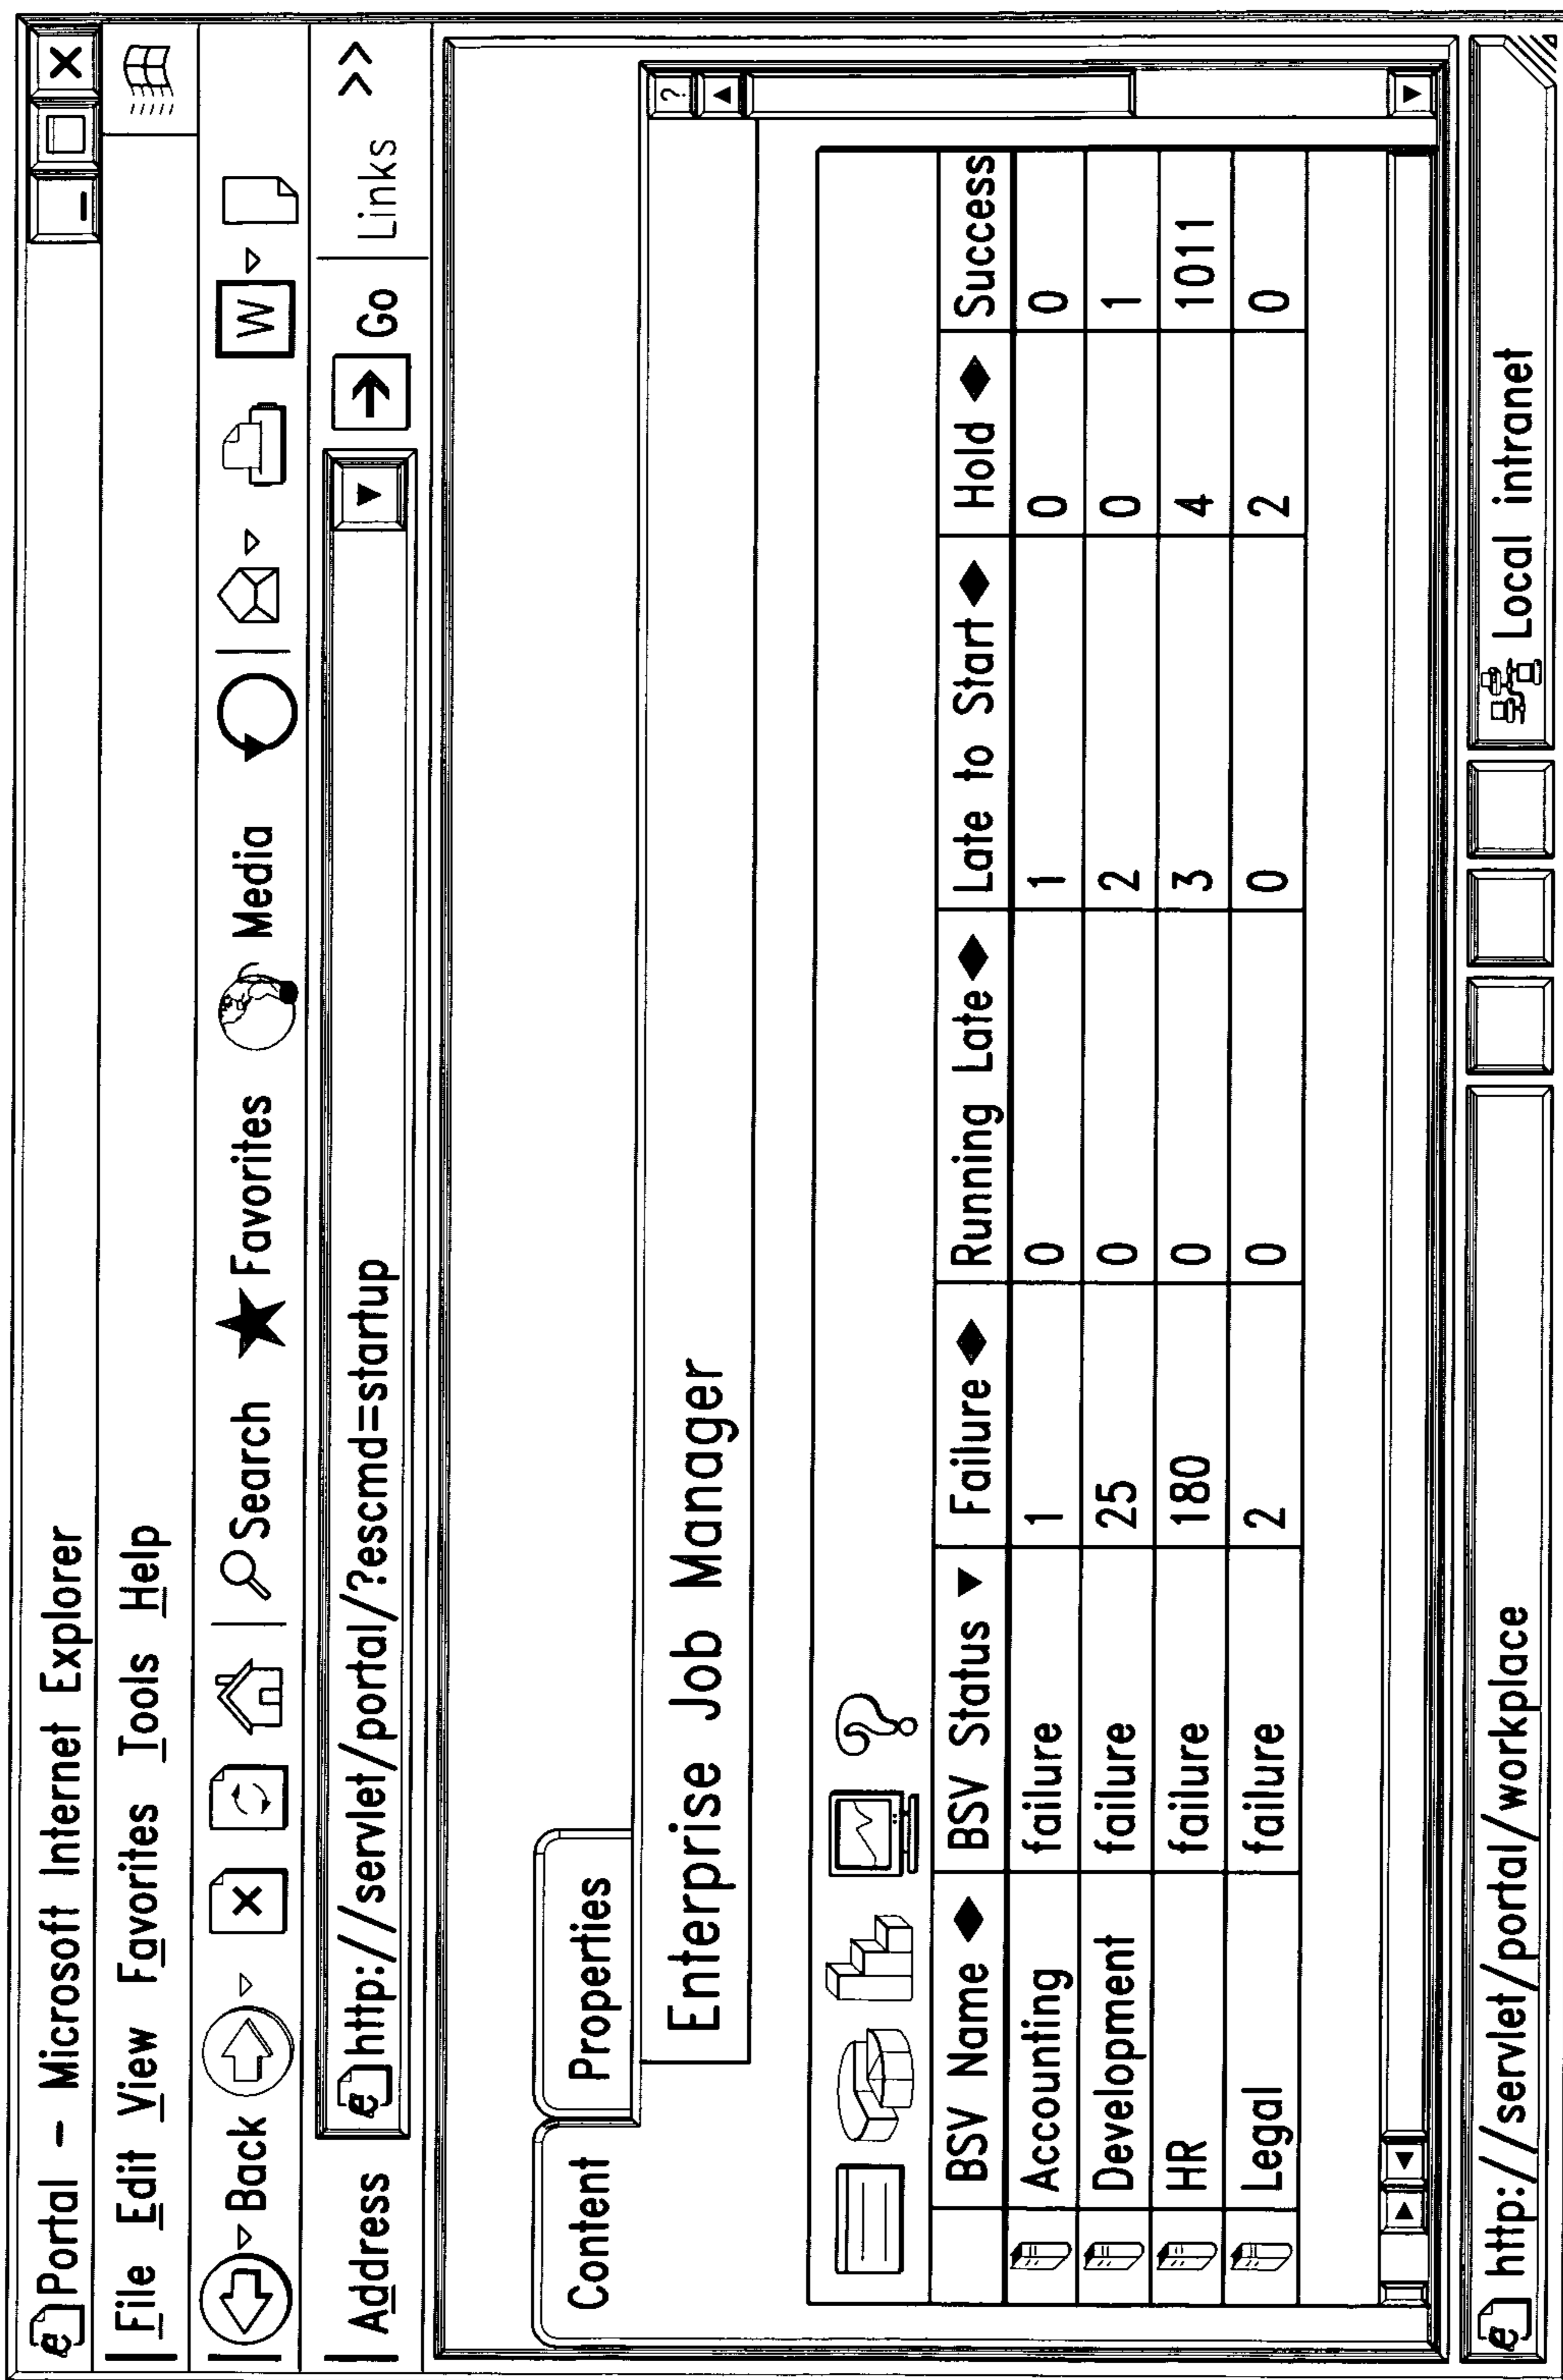 Portal – Microsoft Internet Explorer
File Edit View Favorites Tools Help
Back Search Favorites Media W
Address http://servlet/portal/?escmd=startup Go Links >>
Content Properties
Enterprise Job Manager ?
BSV Name BSV Status Failure Running Late Late to Start Hold Success
Accounting failure 1 0 1 0 0
Development failure 25 0 2 0 1
HR failure 180 0 3 4 1011
Legal failure 2 0 0 2 0
http://servlet/portal/workplace Local intranet